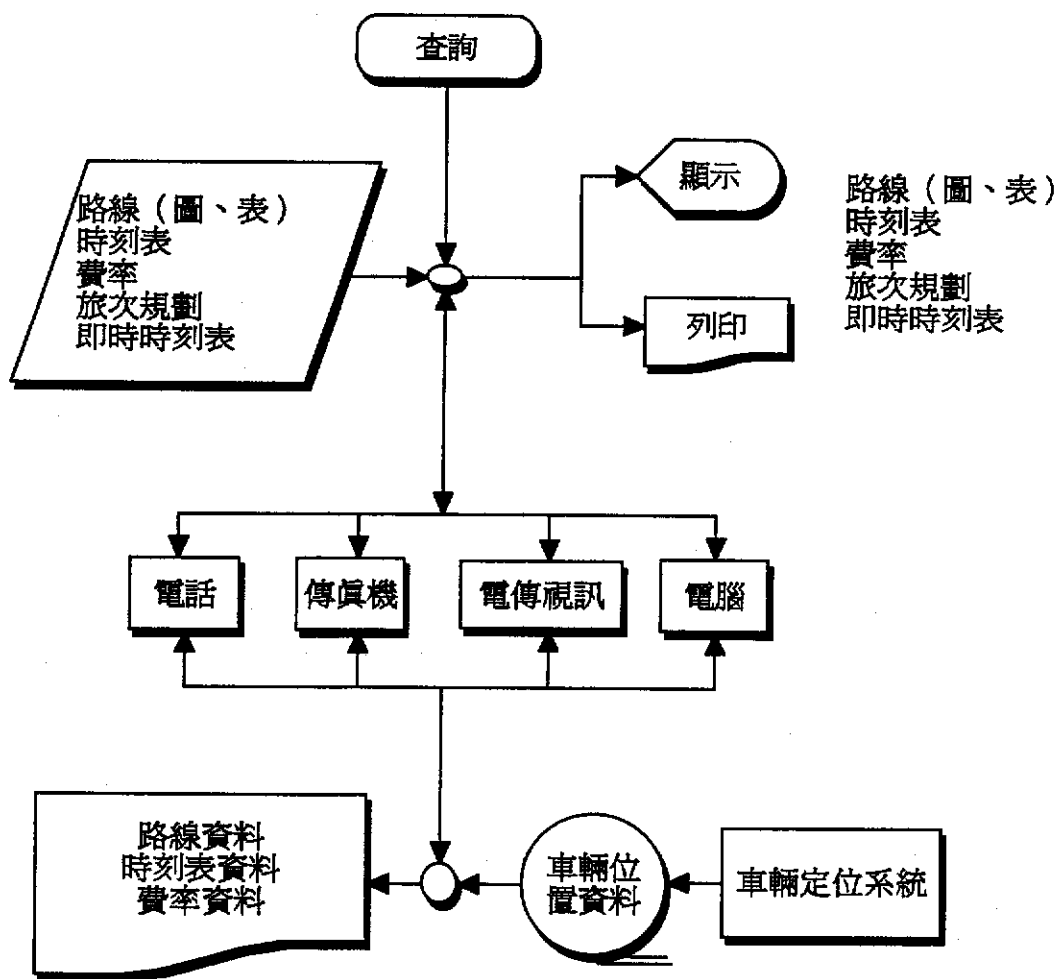 查詢
路線（圖、表）
時刻表
費率
旅次規劃
即時時刻表
顯示
列印
路線（圖、表）
時刻表
費率
旅次規劃
即時時刻表
電話
傳眞機
電傳視訊
電腦
路線資料
時刻表資料
費率資料
車輛位
置資料
車輛定位系統